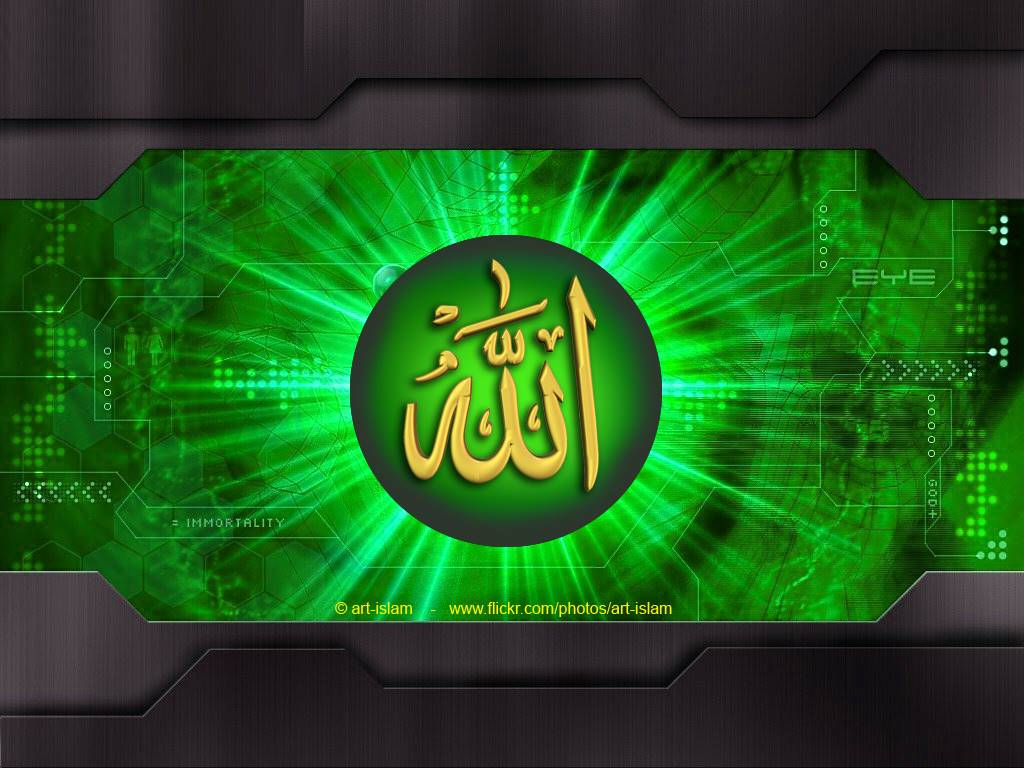 EYE
اللهُ
GOD+
= IMMORTALITY
© art-islam - www.flickr.com/photos/art-islam